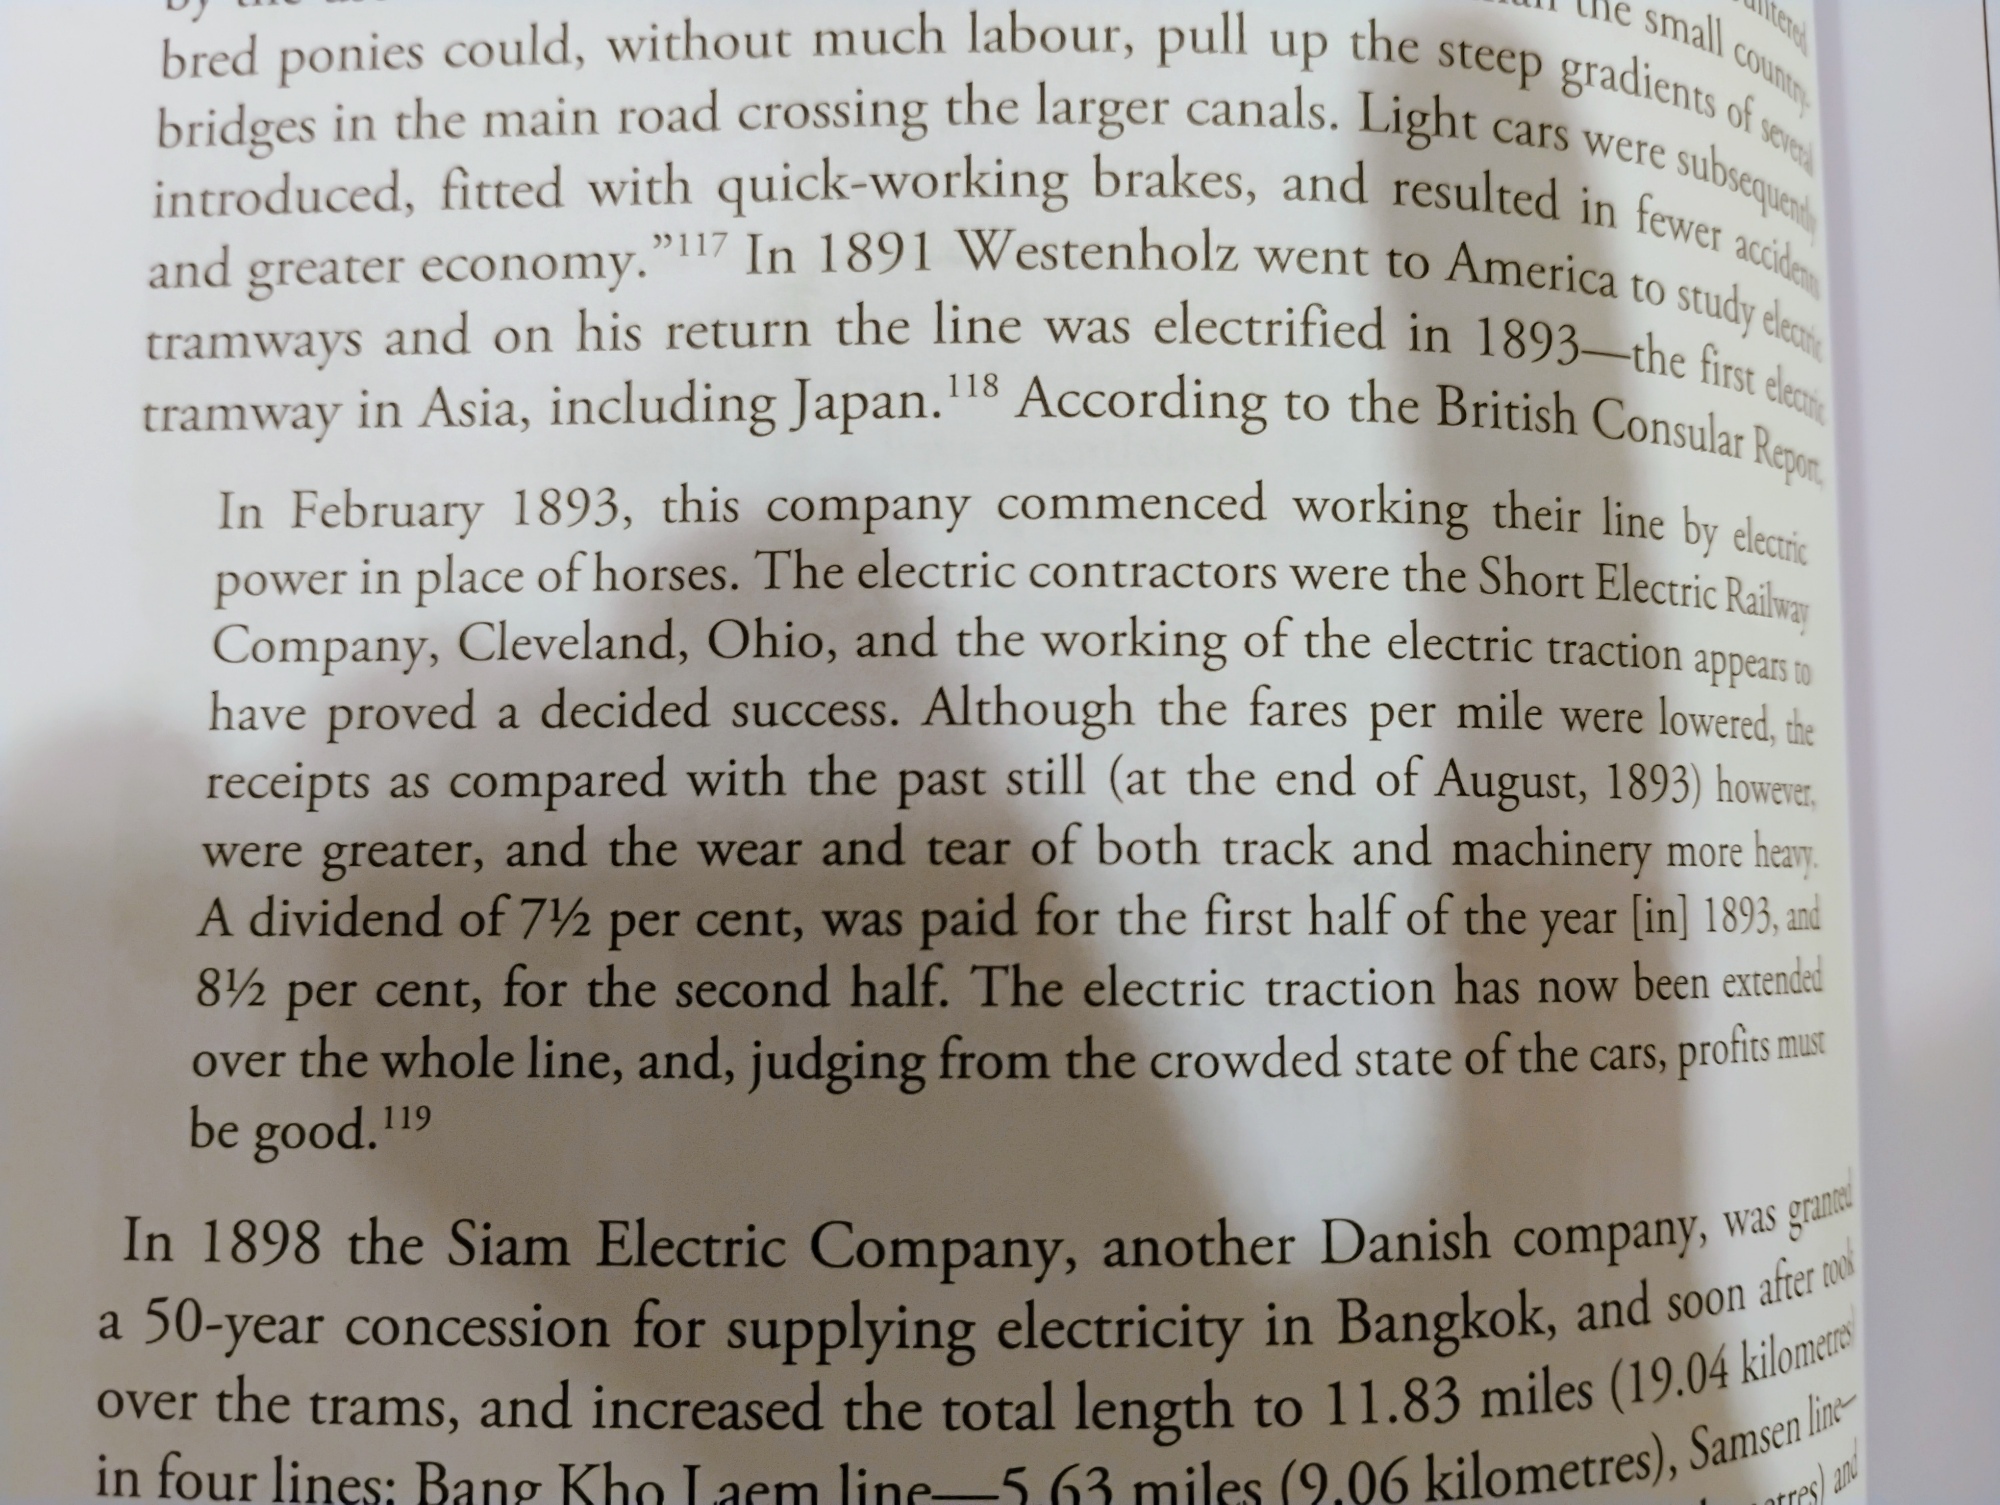 bred ponies could, without much labour, pull up the steep gradients of several
bridges in the main road crossing the larger canals. Light cars were subsequently
introduced, fitted with quick-working brakes, and resulted in fewer accidents
and greater economy.”117 In 1891 Westenholz went to America to study electric
tramways and on his return the line was electrified in 1893—the first electric
tramway in Asia, including Japan.118 According to the British Consular Report,
In February 1893, this company commenced working their line by electric
power in place of horses. The electric contractors were the Short Electric Railway
Company, Cleveland, Ohio, and the working of the electric traction appears to
have proved a decided success. Although the fares per mile were lowered, the
receipts as compared with the past still (at the end of August, 1893) however,
were greater, and the wear and tear of both track and machinery more heavy.
A dividend of 7½ per cent, was paid for the first half of the year [in] 1893, and
8½ per cent, for the second half. The electric traction has now been extended
over the whole line, and, judging from the crowded state of the cars, profits must
be good.119
In 1898 the Siam Electric Company, another Danish company, was granted
a 50-year concession for supplying electricity in Bangkok, and soon after took
over the trams, and increased the total length to 11.83 miles (19.04 kilometres)
in four lines: Bang Kho Laem line—5.63 miles (9.06 kilometres), Samsen line—